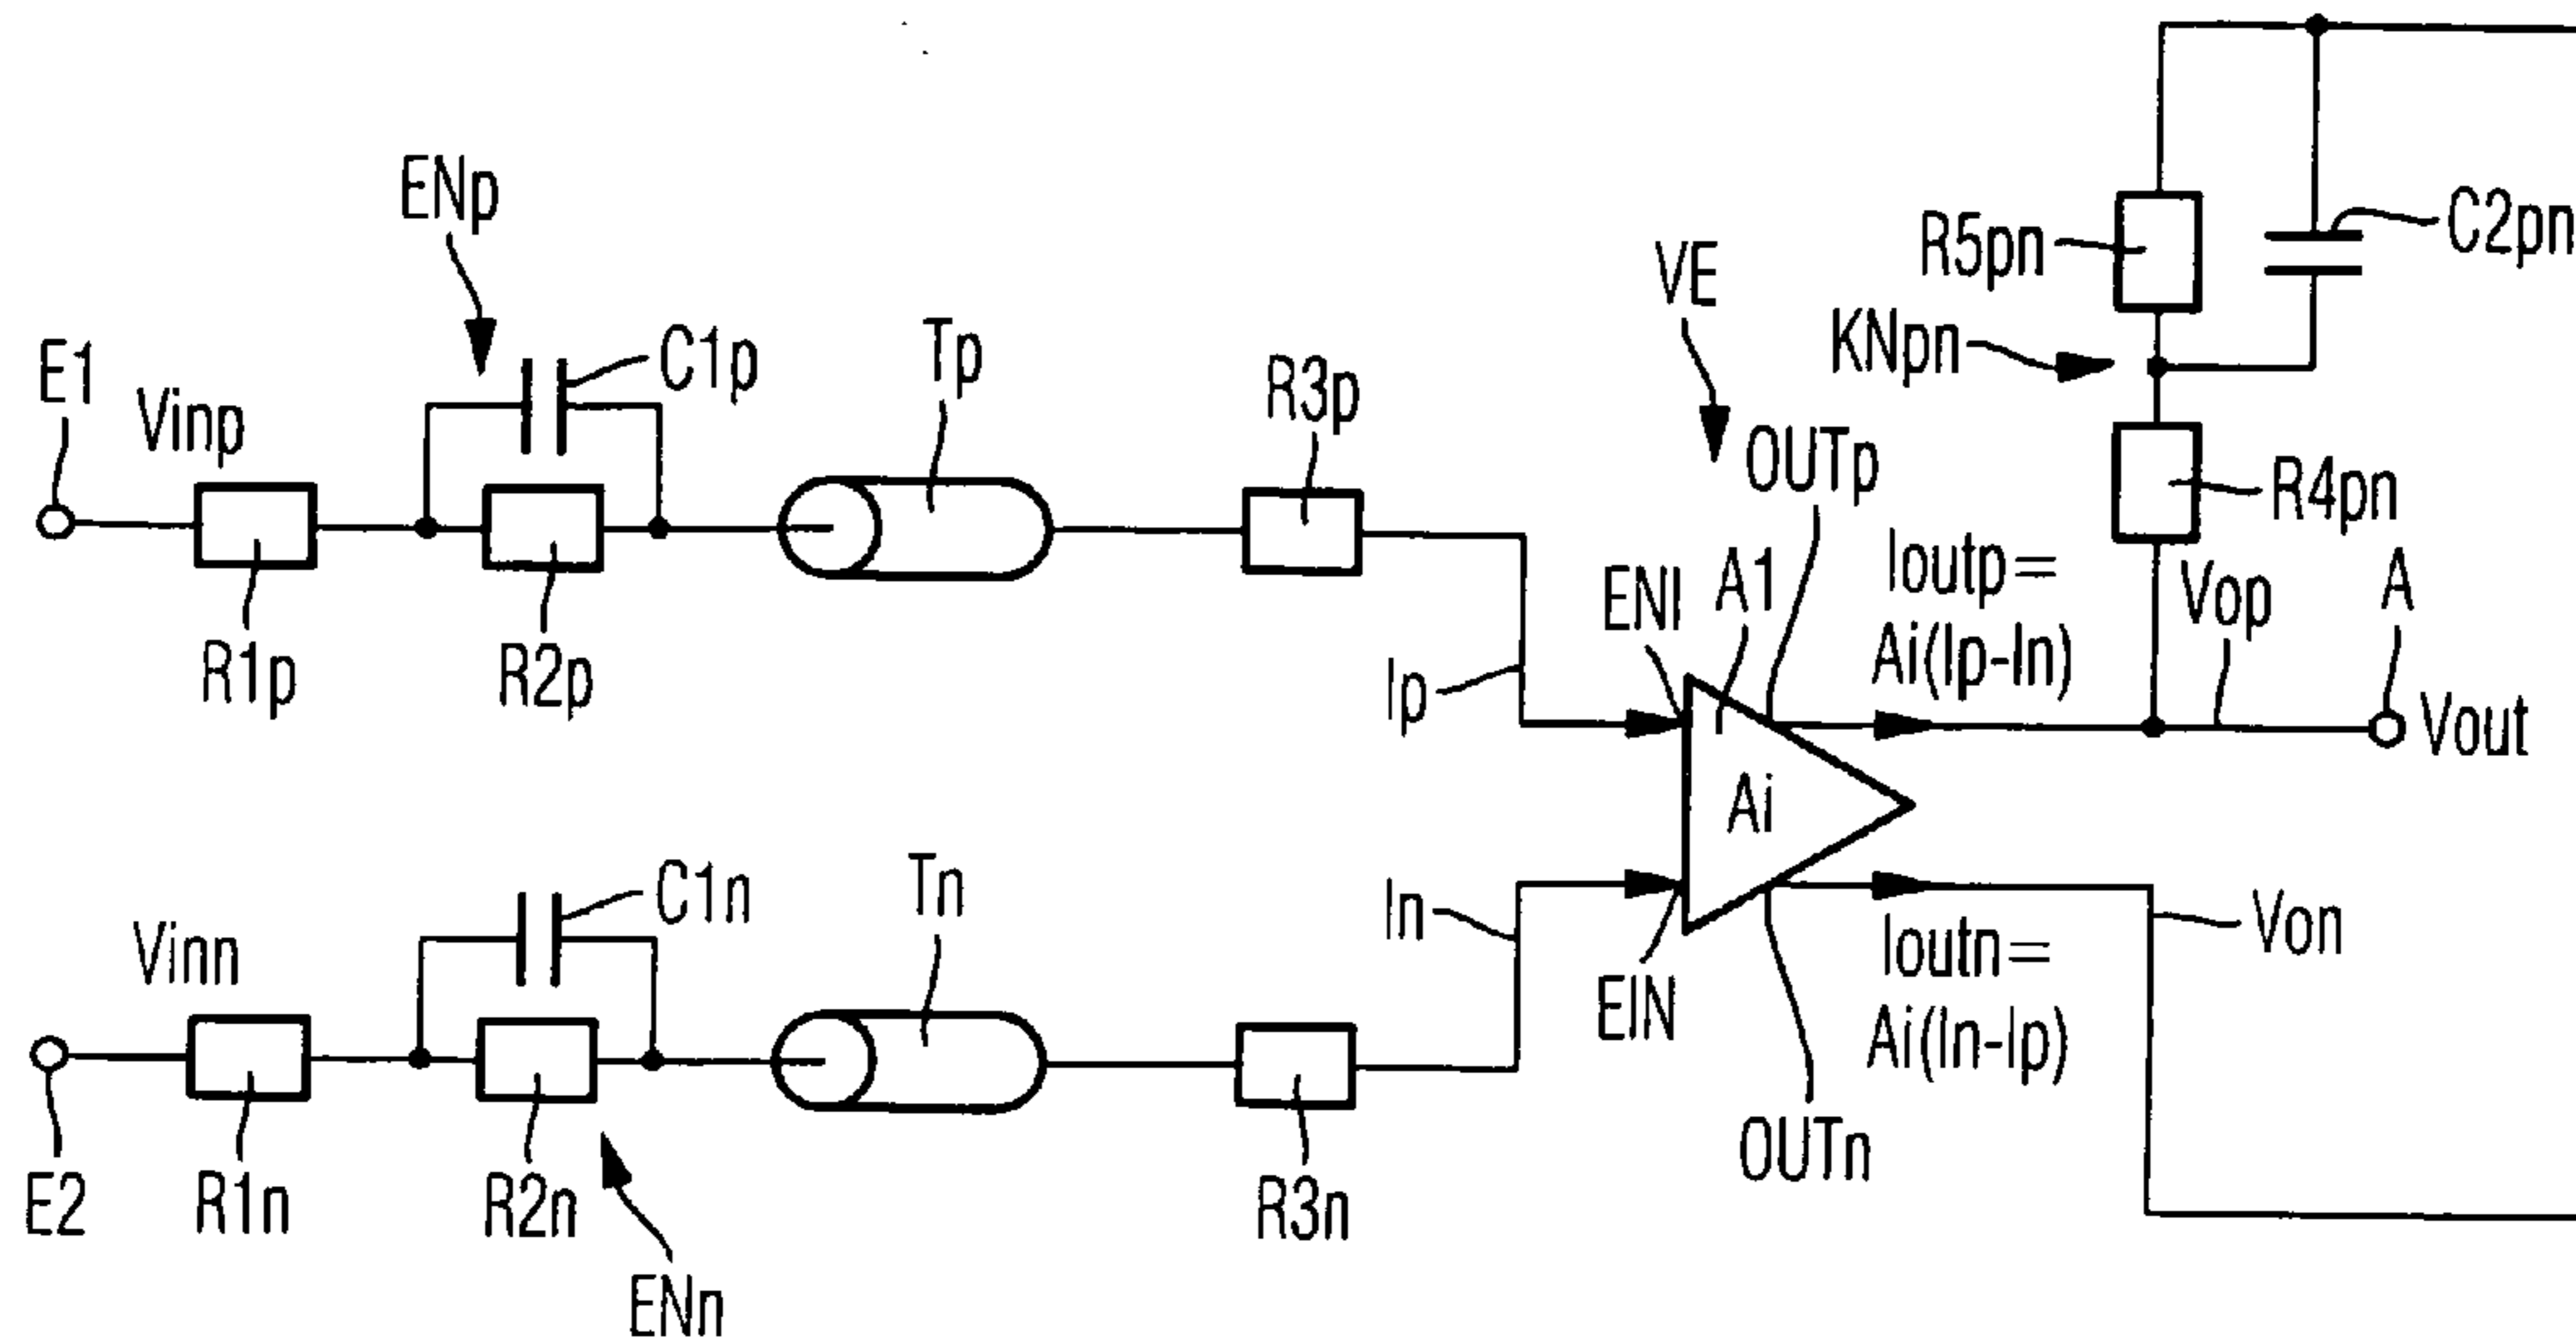 ENp
C1p
E1
Vinp
R1p
R2p
Tp
R3p
VE
R5pn
C2pn
KNpn
OUTp
R4pn
Ioutp=
Ai(Ip-In)
Vop
A
Vout
ENI
A1
Ip
Ai
In
EIN
Ioutn=
Ai(In-Ip)
Von
OUTn
C1n
Vinn
Tn
E2
R1n
R2n
R3n
ENn